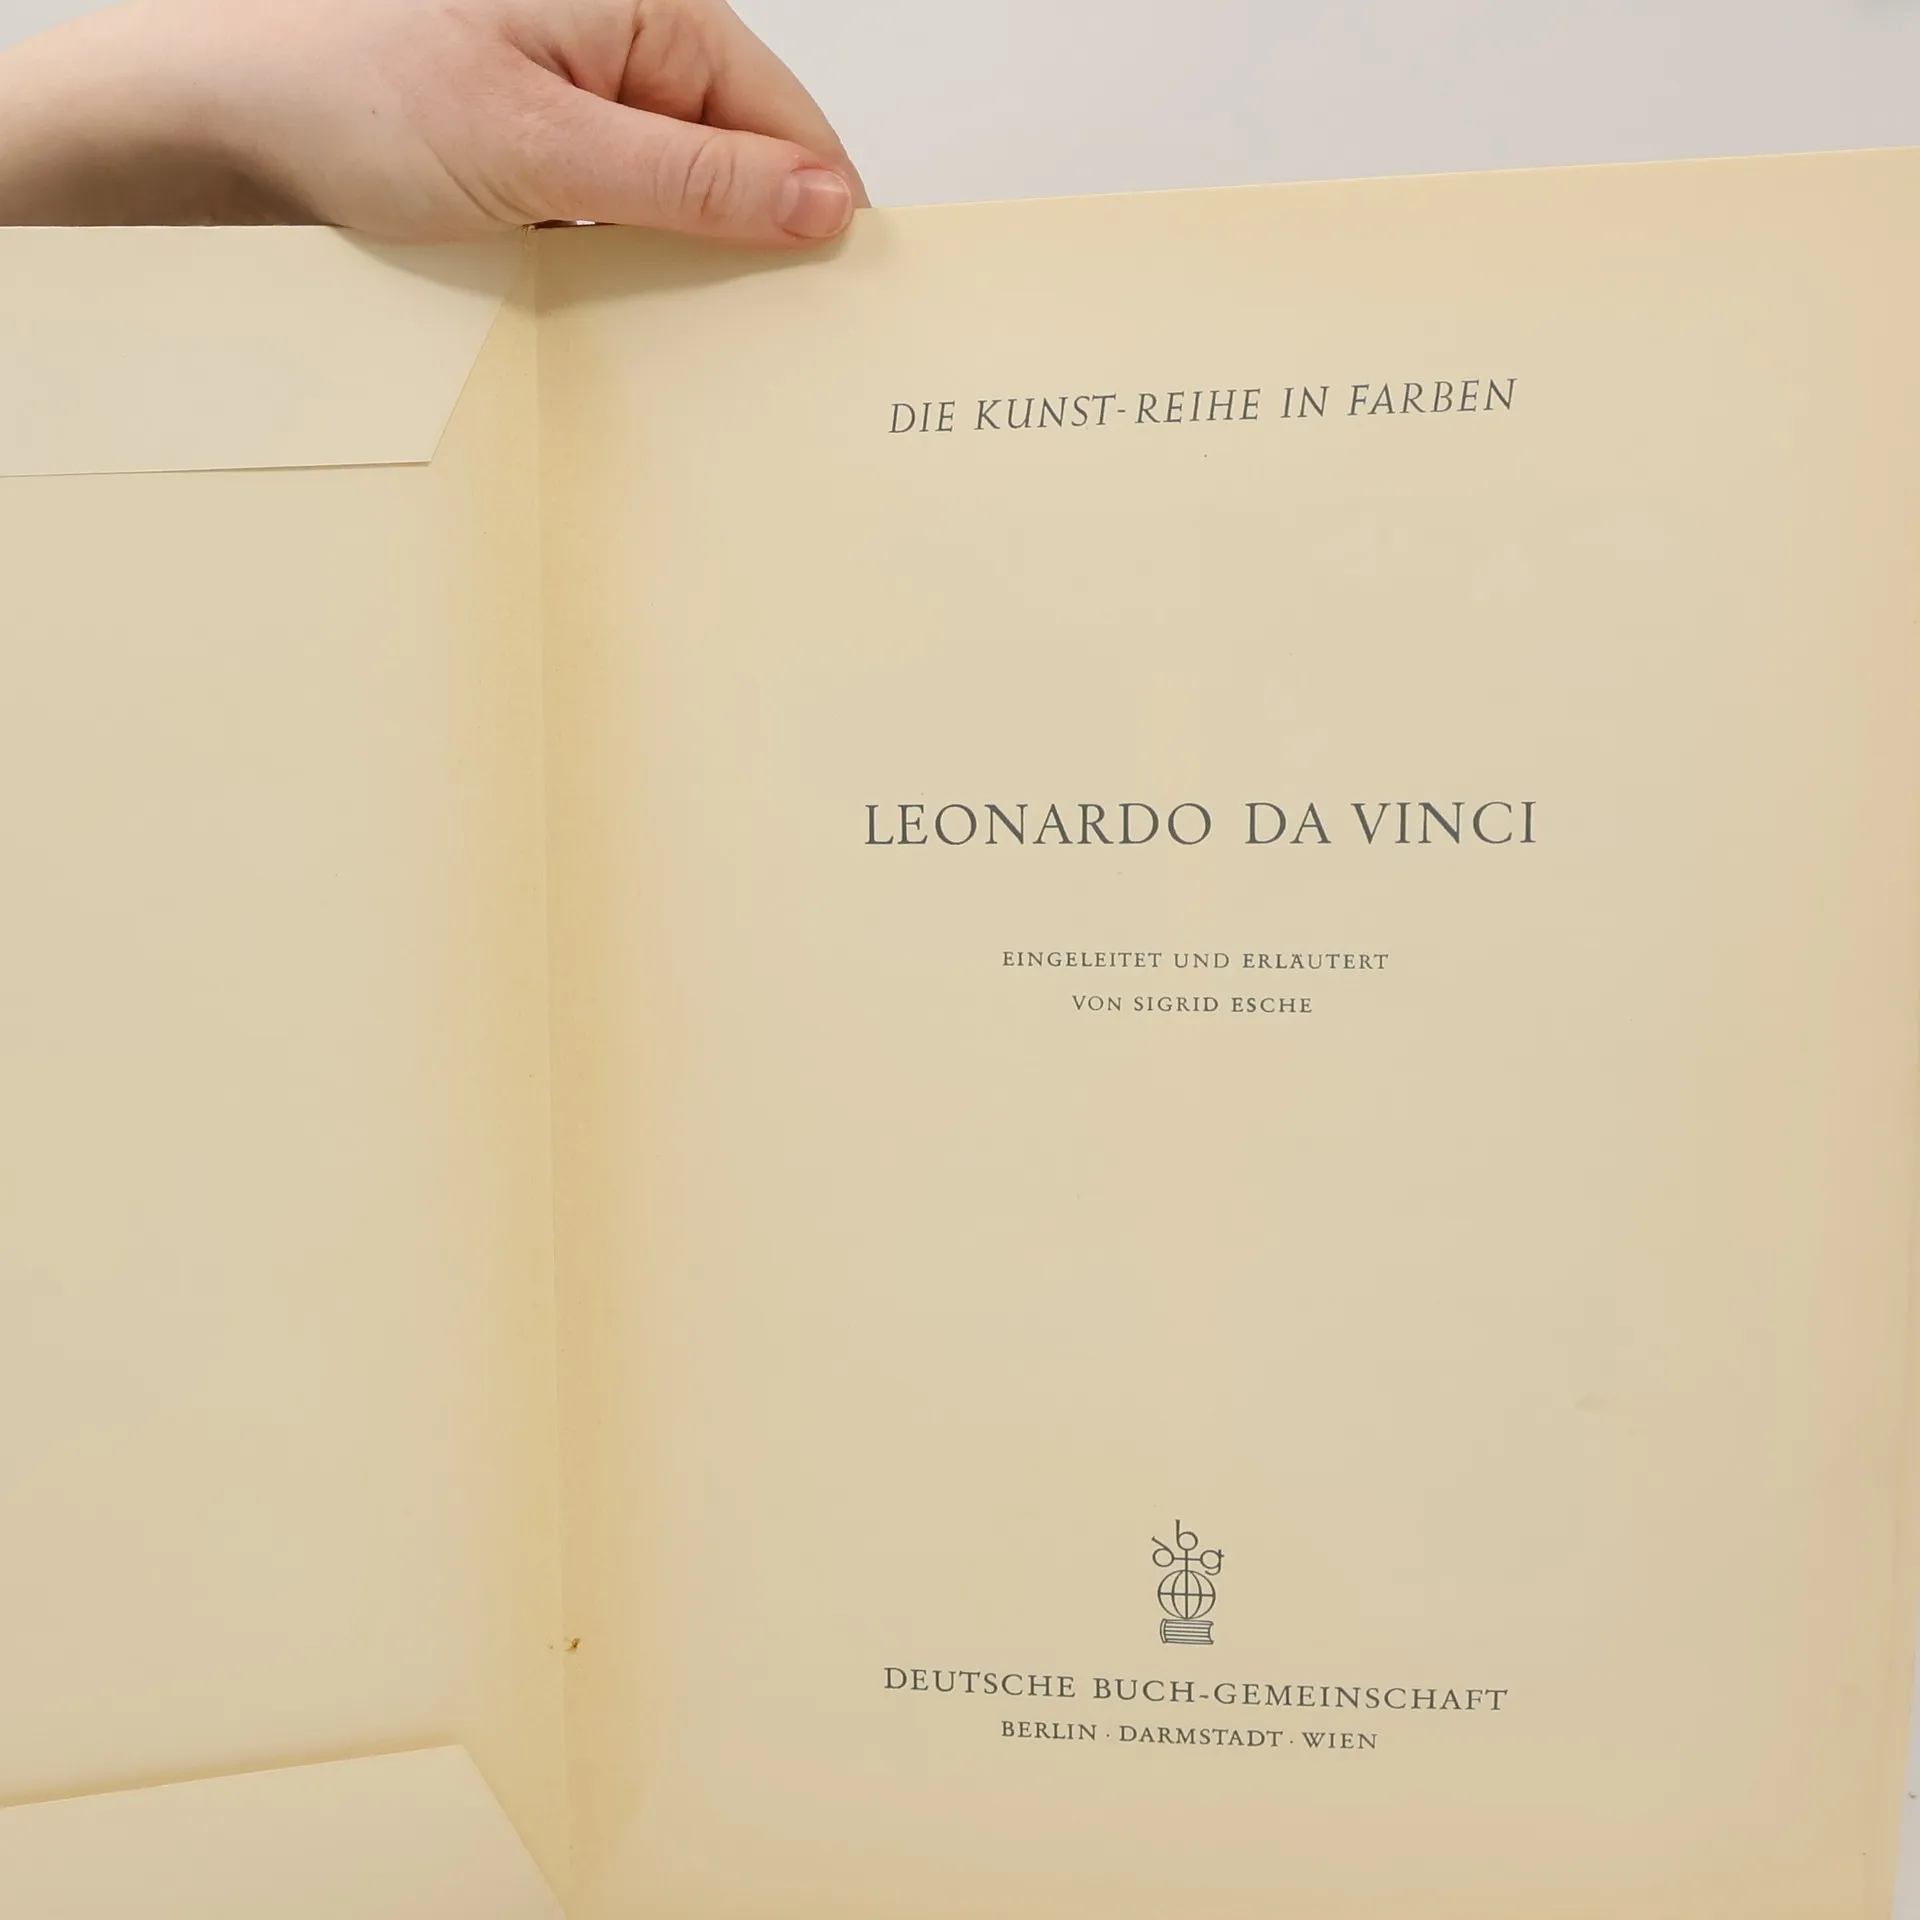 DIE KUNST-REIHE IN FARBEN
LEONARDO DA VINCI
EINGELEITET UND ERLÄUTERT
VON SIGRID ESCHE
dbg
DEUTSCHE BUCH-GEMEINSCHAFT
BERLIN · DARMSTADT · WIEN